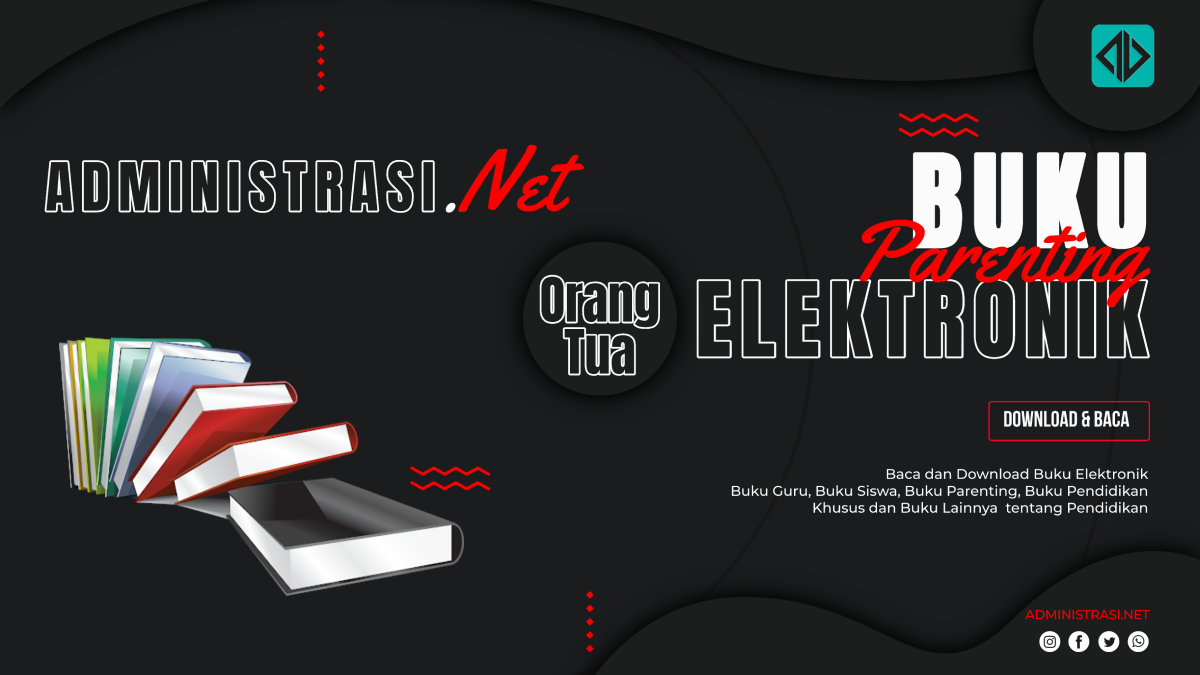 ADMINISTRASI.Net
BUKU
Parenting
ELEKTRONIK
Orang
Tua
DOWNLOAD & BACA
Baca dan Download Buku Elektronik
Buku Guru, Buku Siswa, Buku Parenting, Buku Pendidikan
Khusus dan Buku Lainnya tentang Pendidikan
ADMINISTRASI.NET